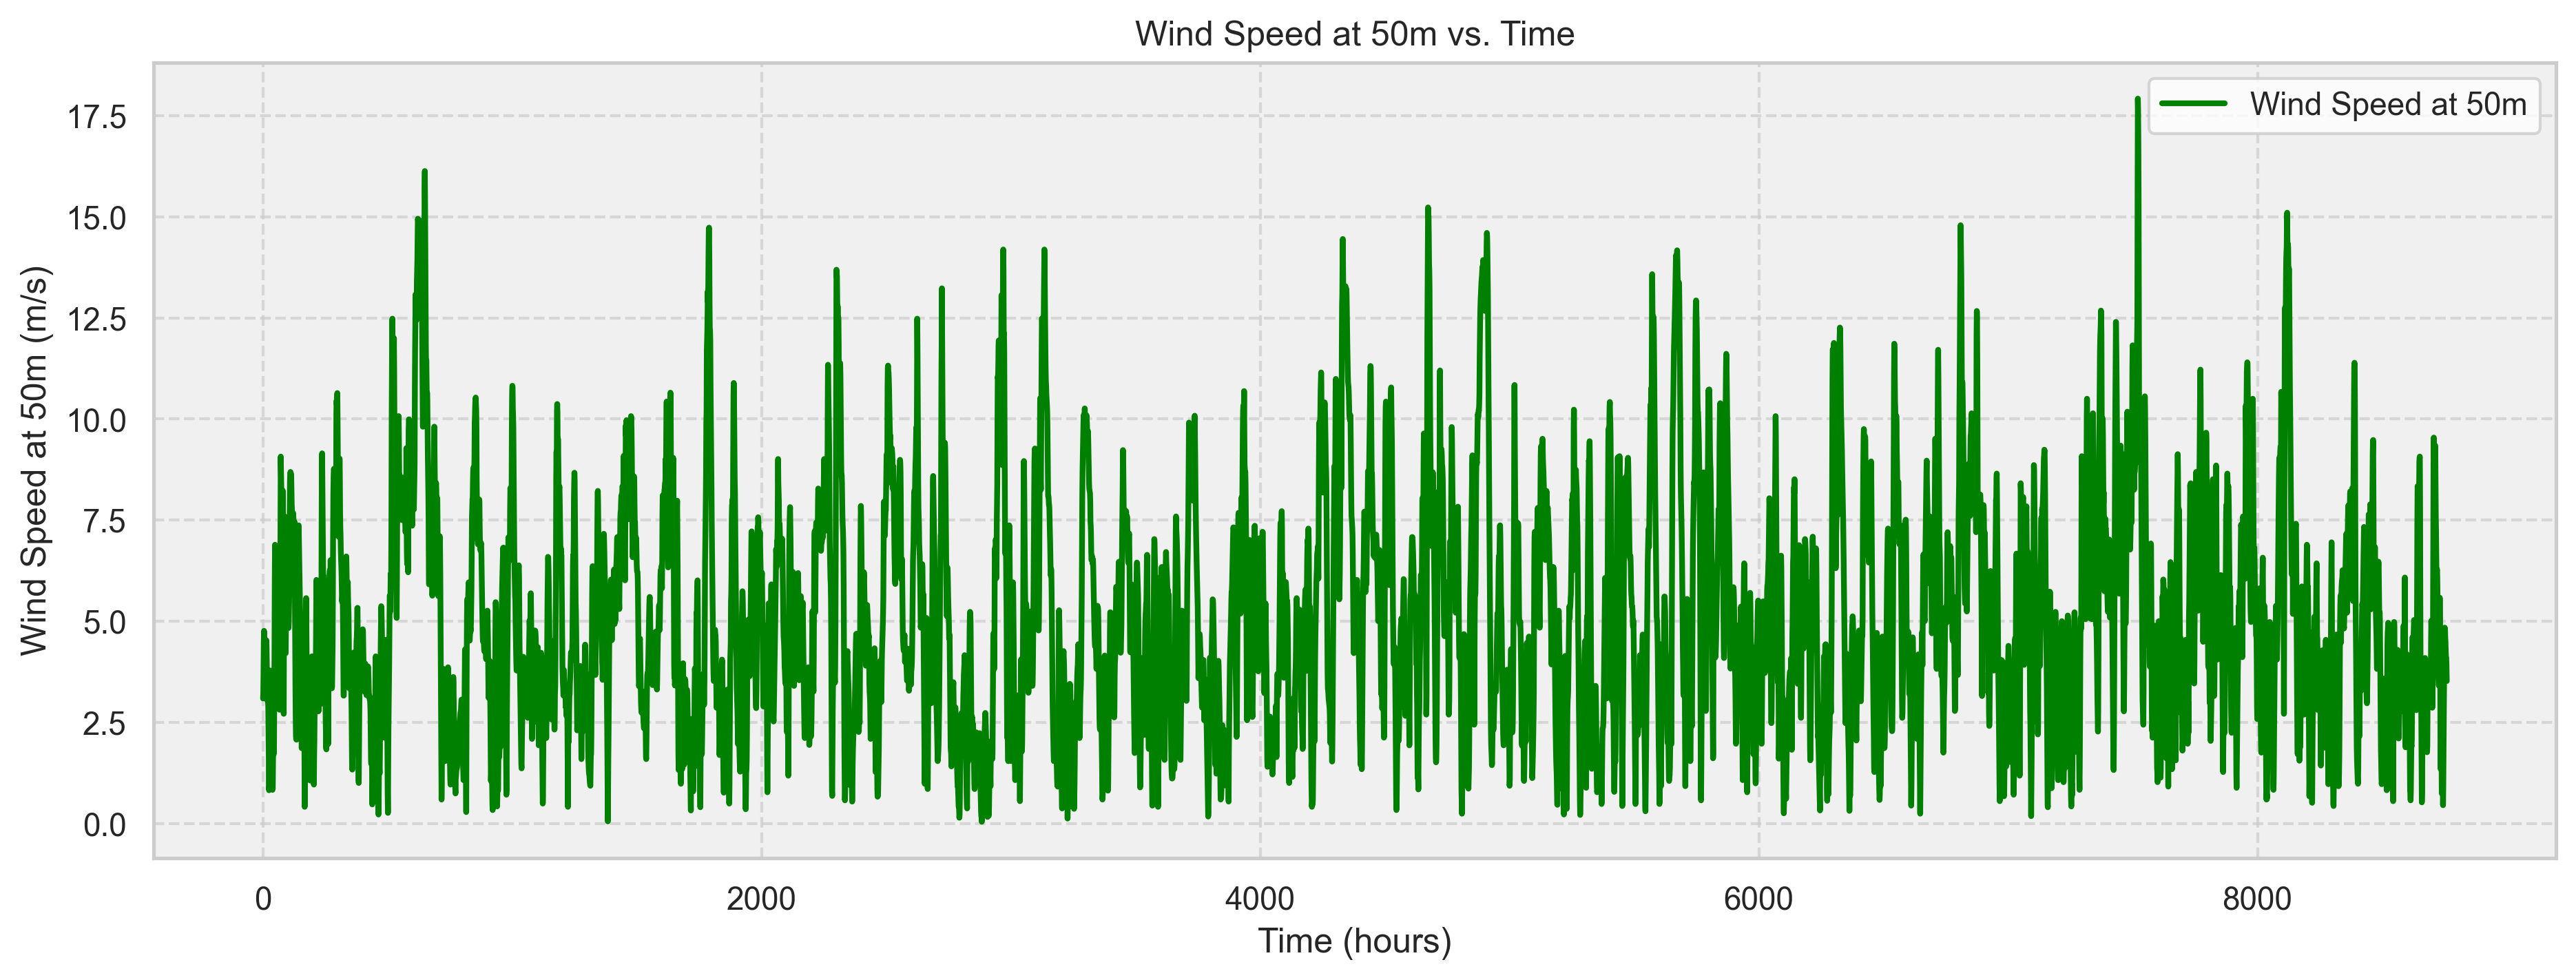 Wind Speed at 50m vs. Time
Wind Speed at 50m
17.5
15.0
12.5
10.0
7.5
5.0
2.5
0.0
Wind Speed at 50m (m/s)
0 2000 4000 6000 8000
Time (hours)